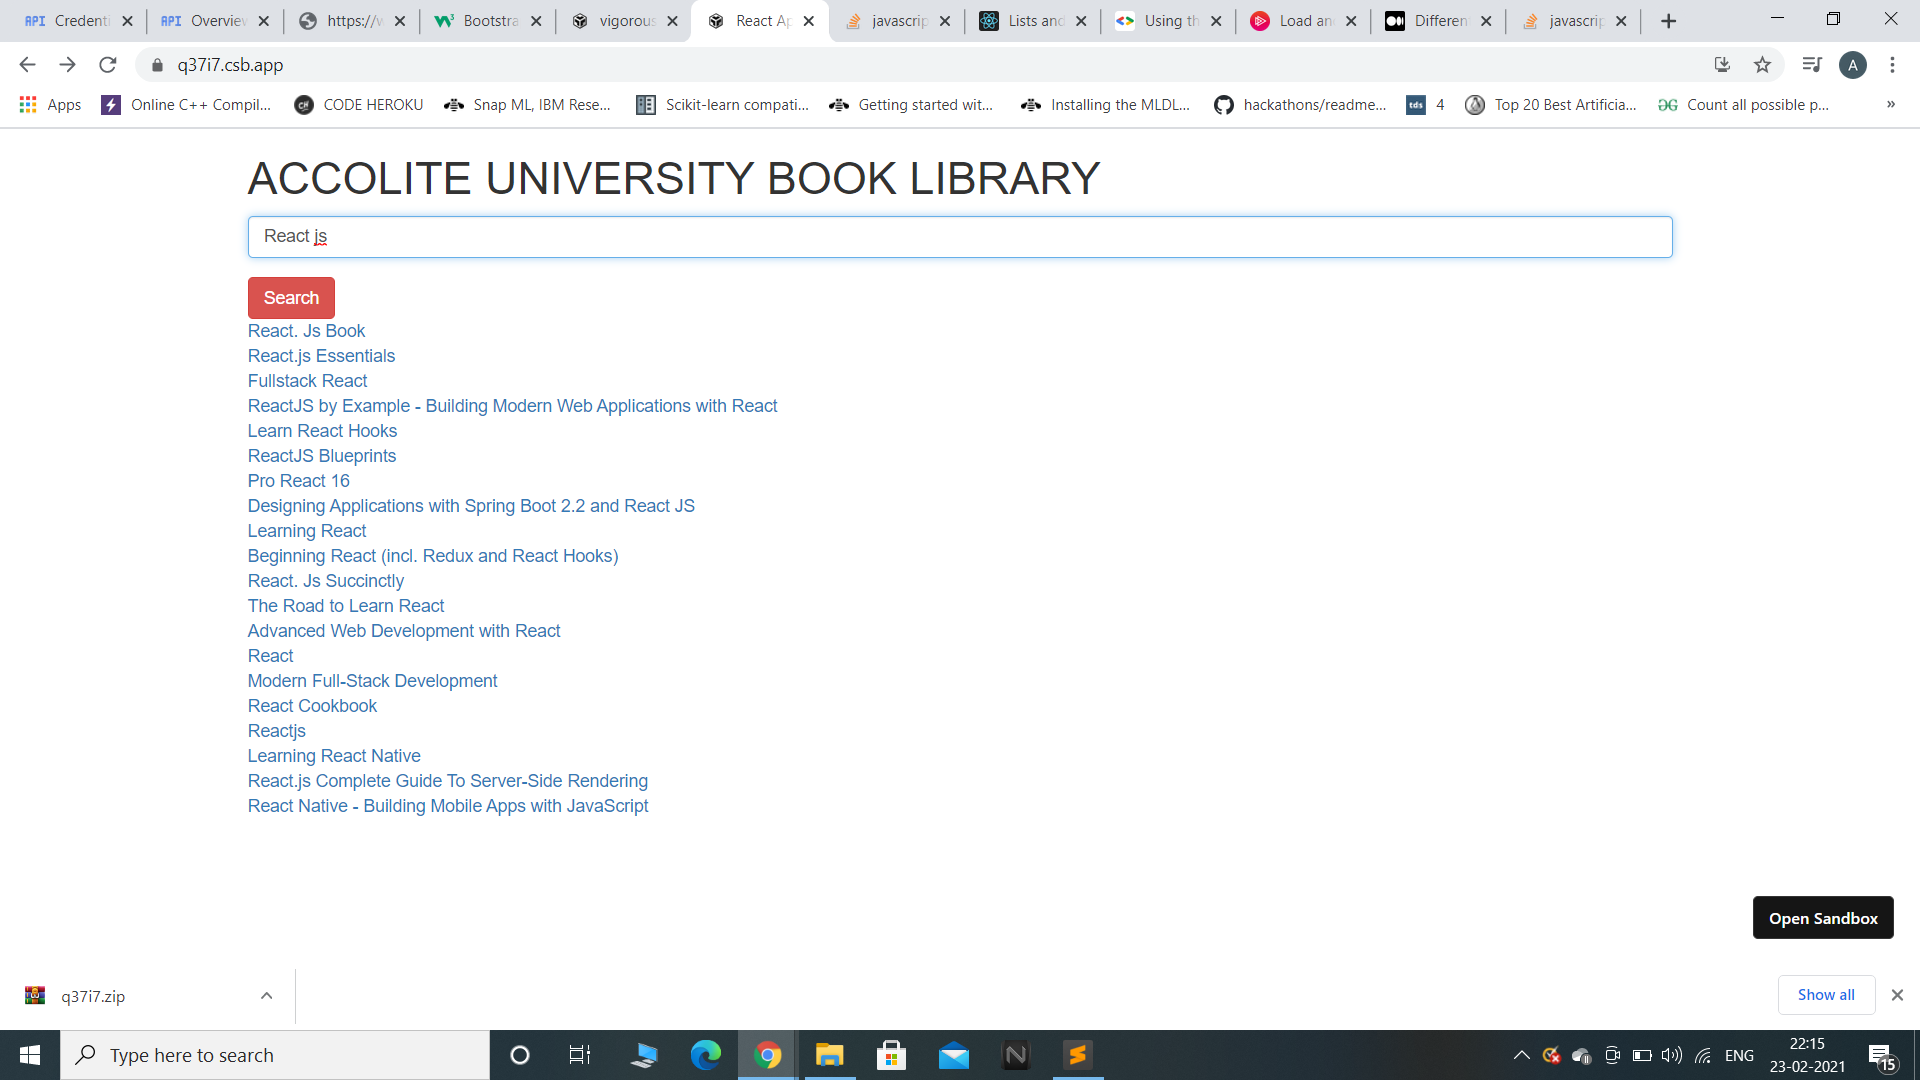 Credenti
Overview
https://w
Bootstra
vigorous
React Ap
javascrip
Lists and
Using th
Load an
Differen
javascrip
q37i7.csb.app
A
Apps
Online C++ Compil...
CODE HEROKU
Snap ML, IBM Rese...
Scikit-learn compati...
Getting started wit...
Installing the MLDL...
hackathons/readme...
tds 4
Top 20 Best Artificia...
Count all possible p...
»
ACCOLITE UNIVERSITY BOOK LIBRARY
React js
Search
React. Js Book
React.js Essentials
Fullstack React
ReactJS by Example - Building Modern Web Applications with React
Learn React Hooks
ReactJS Blueprints
Pro React 16
Designing Applications with Spring Boot 2.2 and React JS
Learning React
Beginning React (incl. Redux and React Hooks)
React. Js Succinctly
The Road to Learn React
Advanced Web Development with React
React
Modern Full-Stack Development
React Cookbook
Reactjs
Learning React Native
React.js Complete Guide To Server-Side Rendering
React Native - Building Mobile Apps with JavaScript
Open Sandbox
q37i7.zip
Show all
Type here to search
ENG
22:15
23-02-2021
15